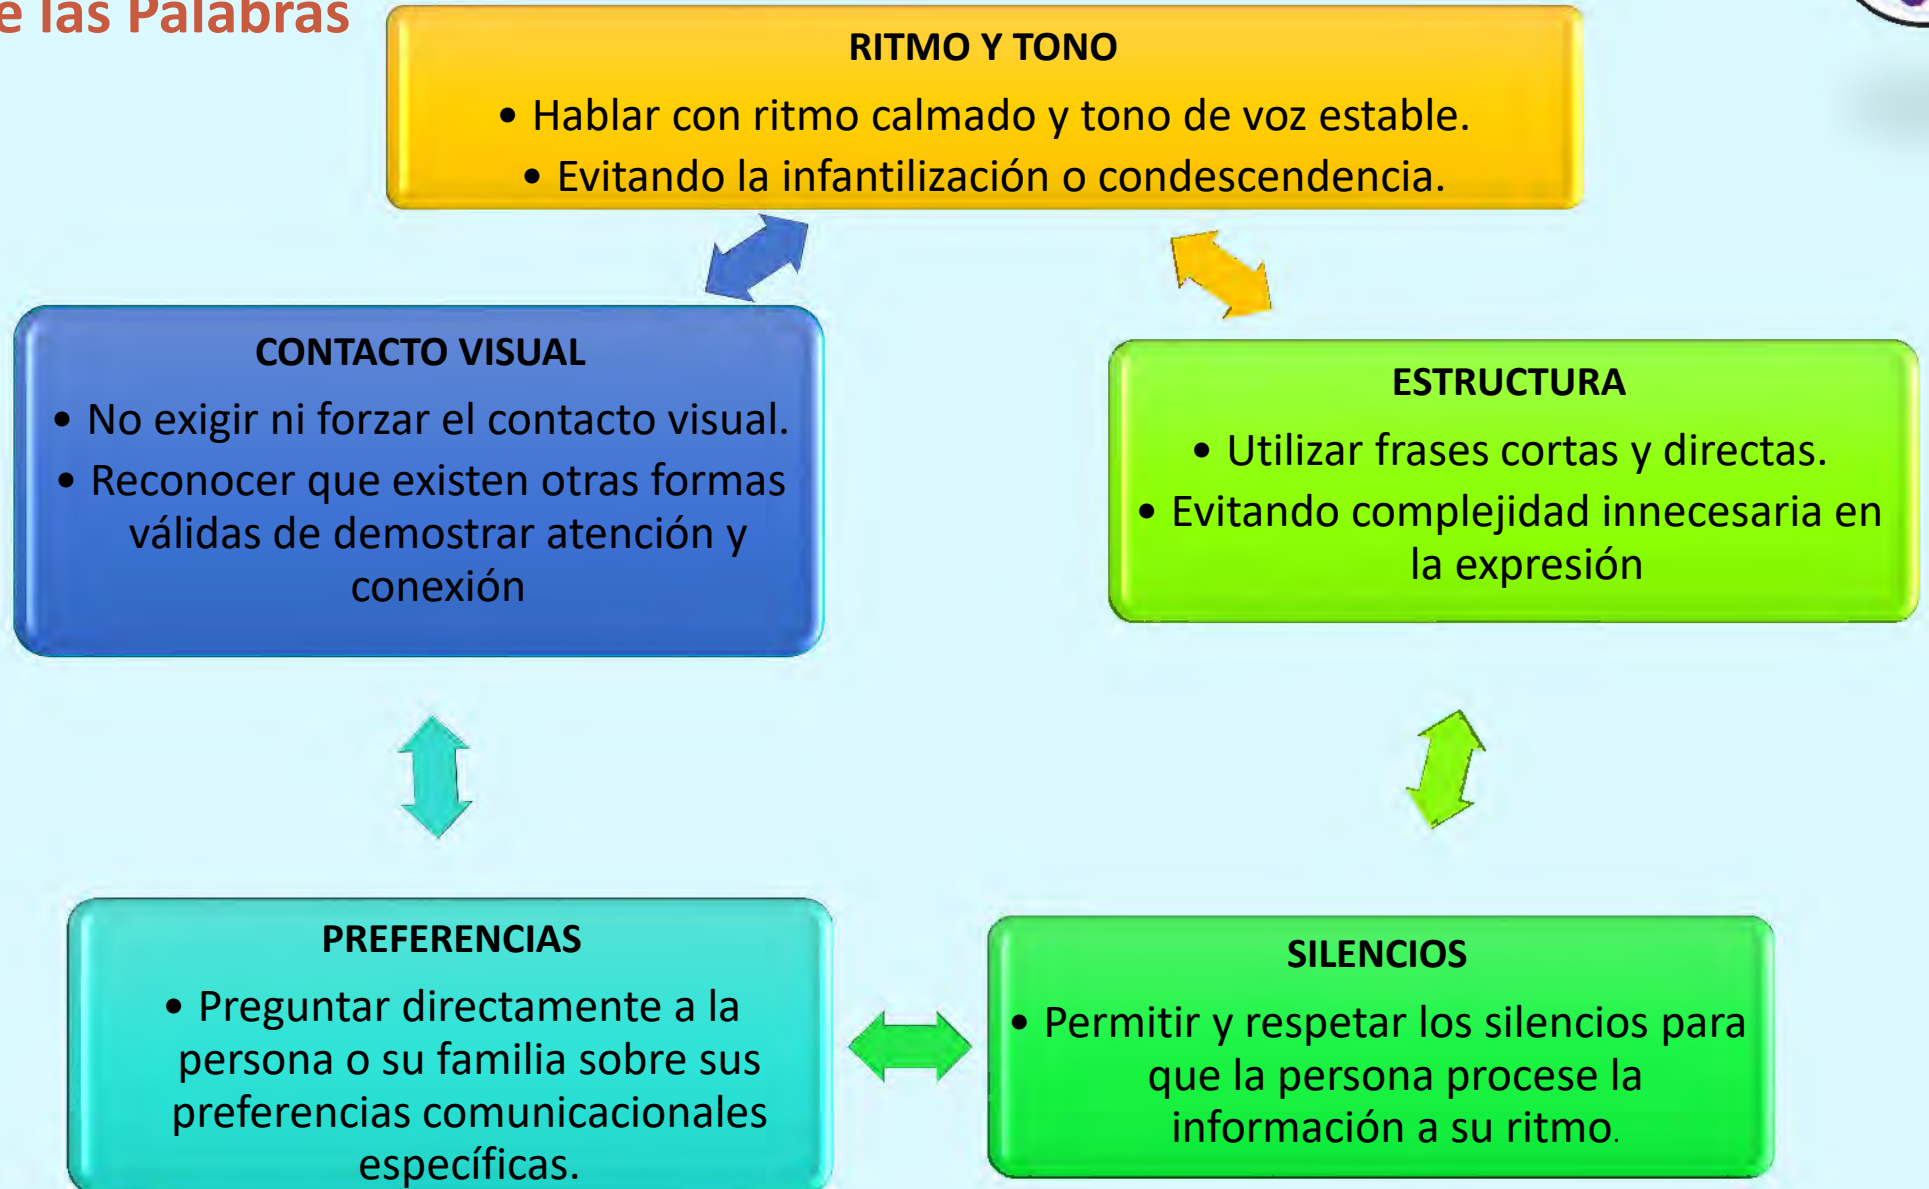 e las Palabras
RITMO Y TONO
• Hablar con ritmo calmado y tono de voz estable.
• Evitando la infantilización o condescendencia.
CONTACTO VISUAL
• No exigir ni forzar el contacto visual.
• Reconocer que existen otras formas
válidas de demostrar atención y
conexión
ESTRUCTURA
• Utilizar frases cortas y directas.
• Evitando complejidad innecesaria en
la expresión
PREFERENCIAS
• Preguntar directamente a la
persona o su familia sobre sus
preferencias comunicacionales
específicas.
SILENCIOS
• Permitir y respetar los silencios para
que la persona procese la
información a su ritmo.